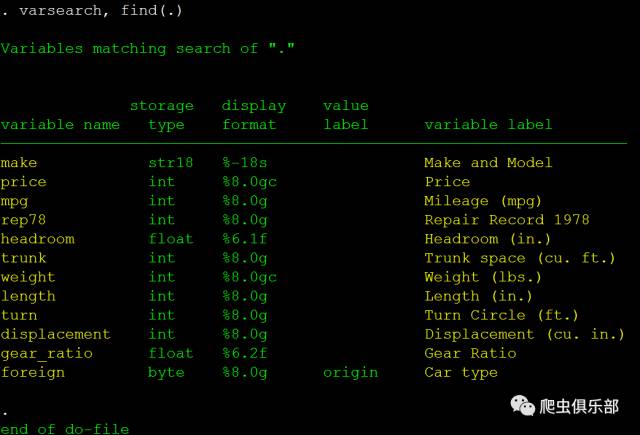 . varsearch, find(.)
Variables matching search of "."
storage display value
variable name type format label variable label
make str18 %-18s Make and Model
price int %8.0gc Price
mpg int %8.0g Mileage (mpg)
rep78 int %8.0g Repair Record 1978
headroom float %6.1f Headroom (in.)
trunk int %8.0g Trunk space (cu. ft.)
weight int %8.0gc Weight (lbs.)
length int %8.0g Length (in.)
turn int %8.0g Turn Circle (ft.)
displacement int %8.0g Displacement (cu. in.)
gear_ratio float %6.2f Gear Ratio
foreign byte %8.0g origin Car type
爬虫俱乐部
.
end of do-file